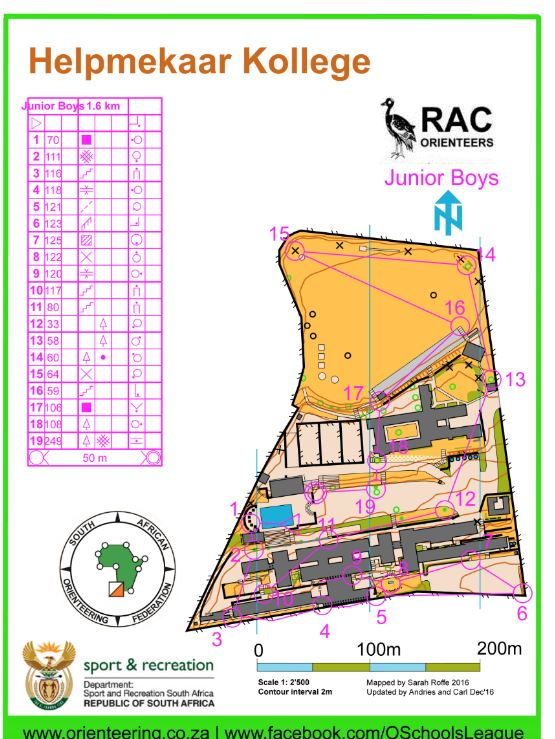 Helpmekaar Kollege
Junior Boys 1.6 km
1 70
2 111
3 116
4 118
5 121
6 123
7 125
8 122
9 120
10 117
11 80
12 33
13 58
14 60
15 64
16 59
17 106
18 108
19 249
50 m
RAC
ORIENTEERS
Junior Boys
N
15
14
16
13
17
18
19
12
1
11
2
10
9
8
7
3
4
5
6
SOUTH AFRICAN
ORIENTEERING FEDERATION
0 100m 200m
Scale 1: 2'500
Contour interval 2m
Mapped by Sarah Roffe 2016
Updated by Andries and Carl Dec'16
sport & recreation
Department:
Sport and Recreation South Africa
REPUBLIC OF SOUTH AFRICA
www.orienteering.co.za | www.facebook.com/OSchoolsLeague